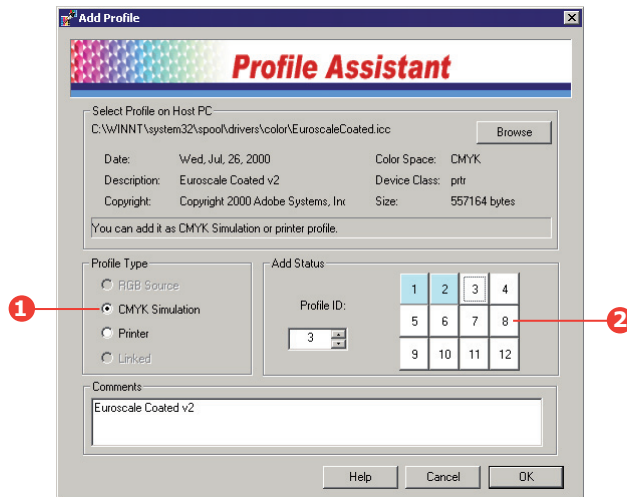 Add Profile
Profile Assistant
Select Profile on Host PC
C:\WINNT\system32\spool\drivers\color\EuroscaleCoated.icc
Browse
Date: Wed, Jul, 26, 2000 Color Space: CMYK
Description: Euroscale Coated v2 Device Class: prtr
Copyright: Copyright 2000 Adobe Systems, Inc Size: 557164 bytes
You can add it as CMYK Simulation or printer profile.
Profile Type
RGB Source
1 CMYK Simulation
Printer
Linked
Add Status
Profile ID:
3
1 2 3 4
5 6 7 8 2
9 10 11 12
Comments
Euroscale Coated v2
Help Cancel OK